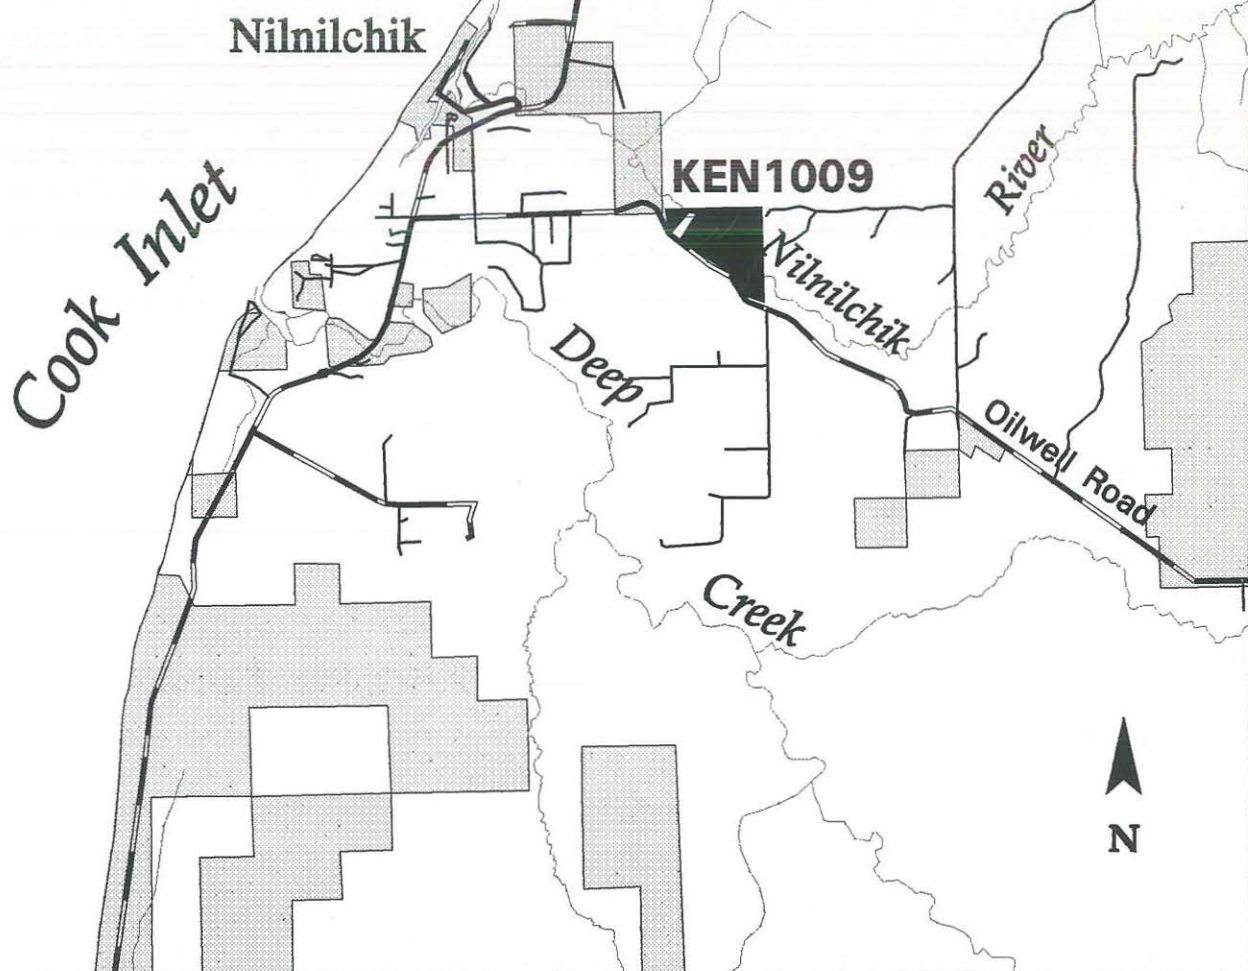 Nilnilchik
KEN1009
River
Cook Inlet
Nilnilchik
Deep
Oilwell Road
Creek
N